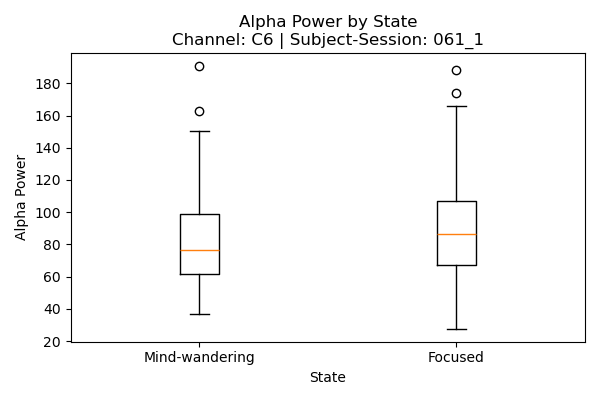 Alpha Power by State
Channel: C6 | Subject-Session: 061_1
Alpha Power
180
160
140
120
100
80
60
40
20
Mind-wandering
Focused
State